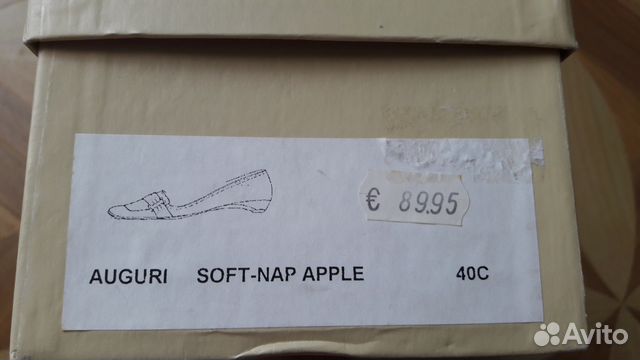 € 89.95
AUGURI SOFT-NAP APPLE 40C
Avito